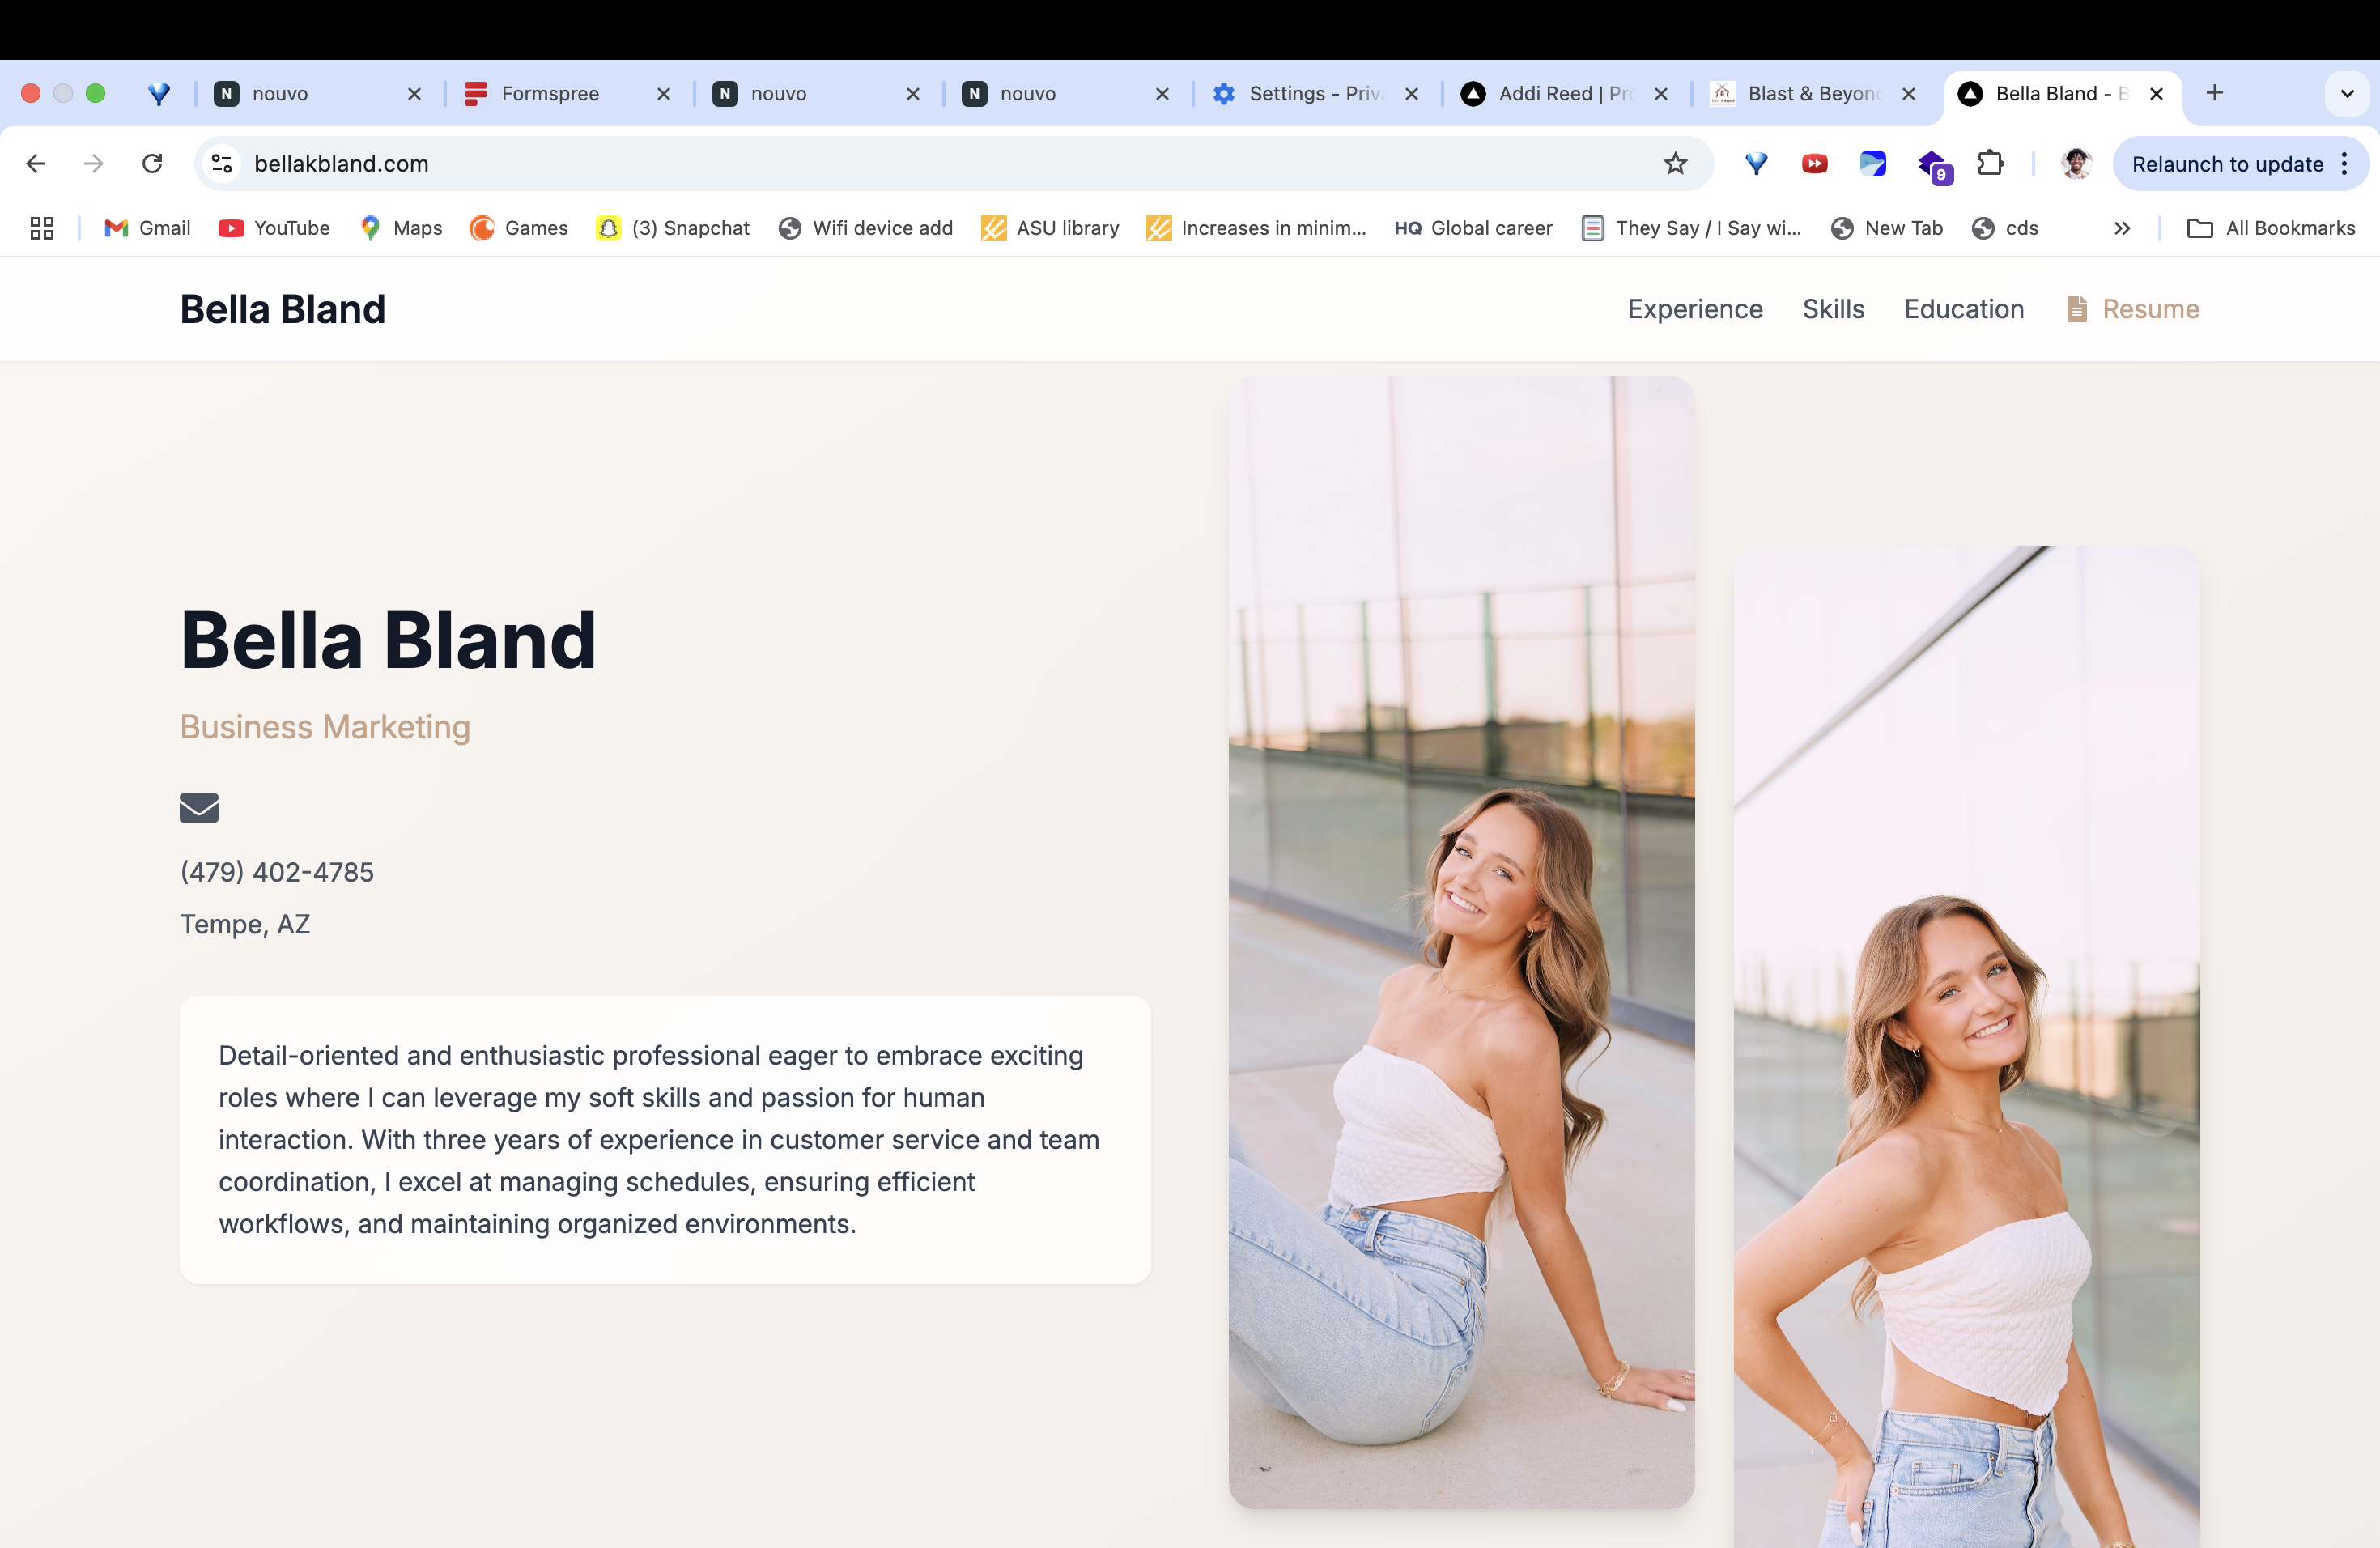 N nouvo
Formspree
N nouvo
N nouvo
Settings - Priv
Addi Reed | Pr
Blast & Beyon
Bella Bland - B
bellakbland.com
9
Relaunch to update
Gmail
YouTube
Maps
Games
(3) Snapchat
Wifi device add
ASU library
Increases in minim...
HQ Global career
They Say / I Say wi...
New Tab
cds
All Bookmarks
Bella Bland
Experience
Skills
Education
Resume
Bella Bland
Business Marketing
(479) 402-4785
Tempe, AZ
Detail-oriented and enthusiastic professional eager to embrace exciting
roles where I can leverage my soft skills and passion for human
interaction. With three years of experience in customer service and team
coordination, I excel at managing schedules, ensuring efficient
workflows, and maintaining organized environments.